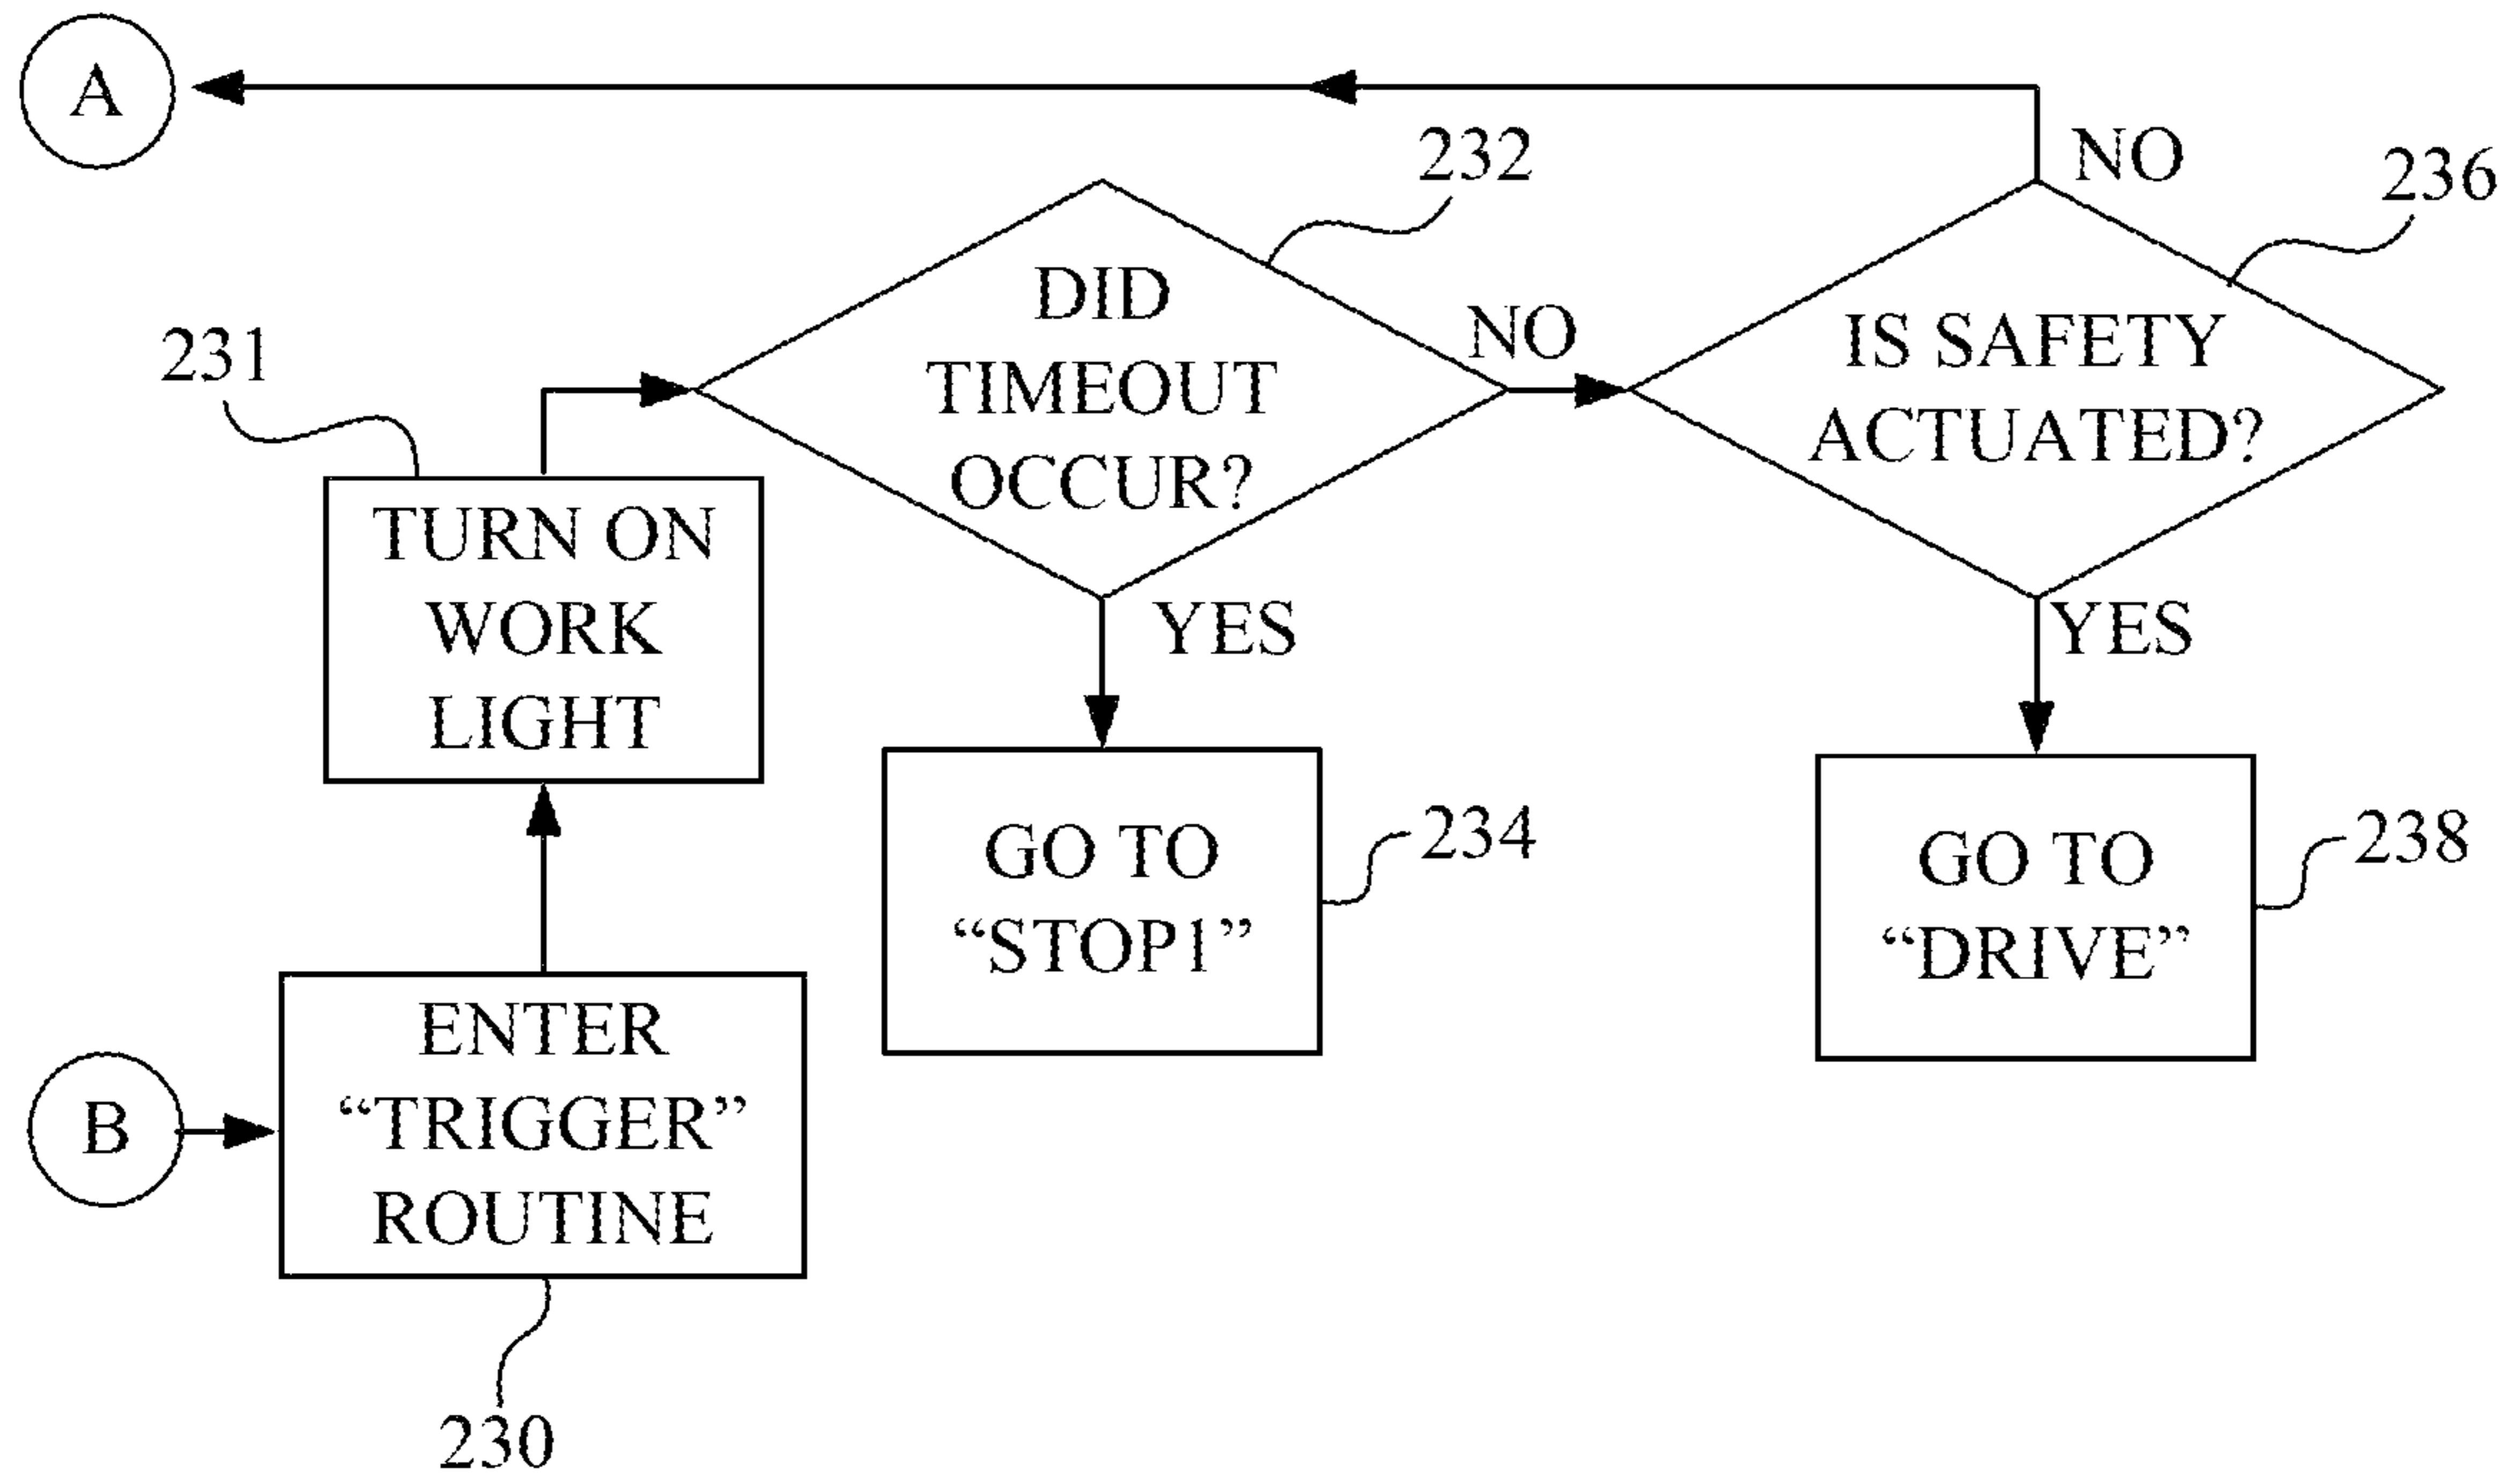 A
232
NO
236
DID
TIMEOUT
OCCUR?
NO
IS SAFETY
ACTUATED?
231
TURN ON
WORK
LIGHT
YES
YES
GO TO
“STOP1”
234
GO TO
“DRIVE”
238
B
ENTER
“TRIGGER”
ROUTINE
230